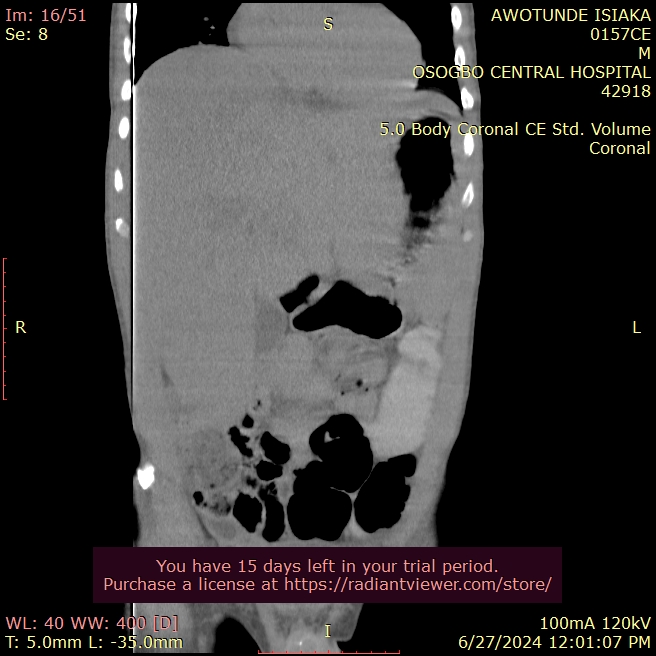 Im: 16/51
Se: 8
S
AWOTUNDE ISIAKA
0157CE
M
OSOGBO CENTRAL HOSPITAL
42918
5.0 Body Coronal CE Std. Volume
Coronal
R
L
You have 15 days left in your trial period.
Purchase a license at https://radiantviewer.com/store/
WL: 40 WW: 400 [D]
T: 5.0mm L: -35.0mm
I
100mA 120kV
6/27/2024 12:01:07 PM